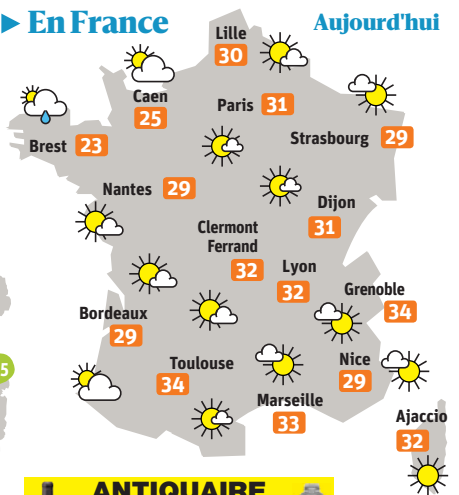 ► En France
Aujourd'hui
Lille
30
Caen
25
Paris 31
Brest 23
Strasbourg 29
Nantes 29
Dijon
31
Clermont
Ferrand
32
Lyon
32
Grenoble
34
Bordeaux
29
Toulouse
34
Nice
29
Marseille
33
Ajaccio
32
5
ANTIQUAIRE